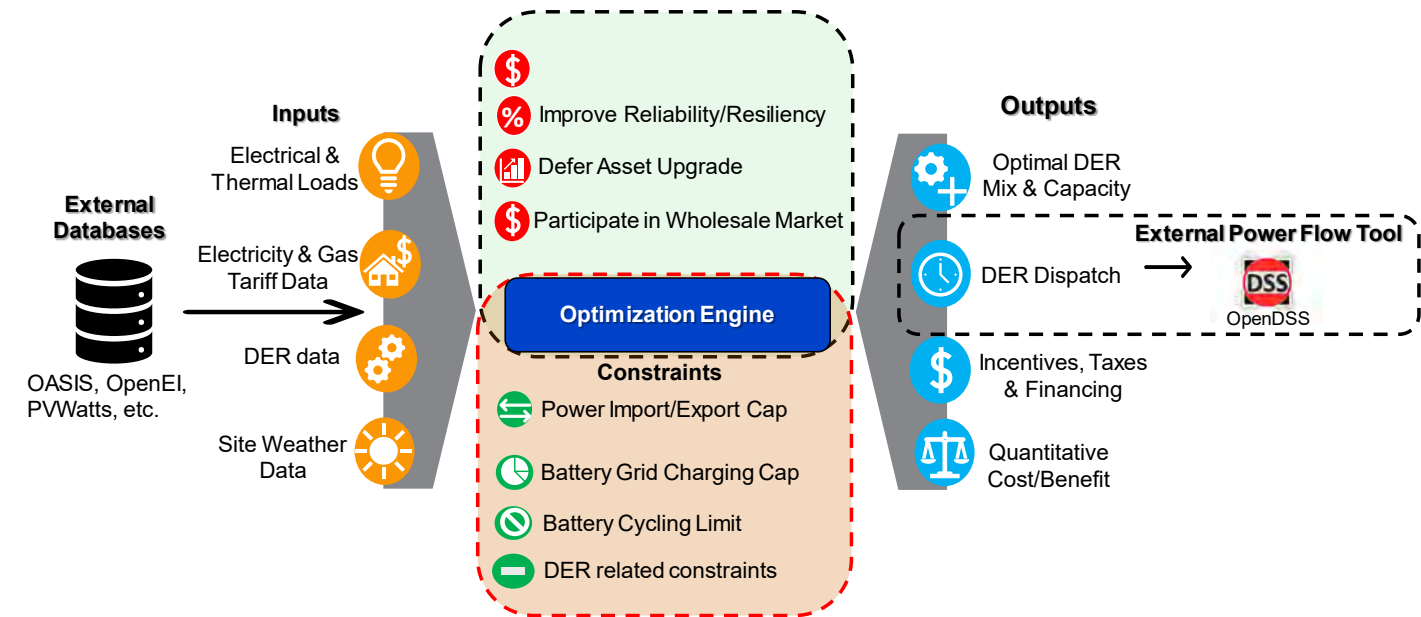 Inputs
Electrical &
Thermal Loads
External
Databases
Electricity & Gas
Tariff Data
DER data
OASIS, OpenEI,
PVWatts, etc.
Site Weather
Data
$
%
Improve Reliability/Resiliency
Defer Asset Upgrade
$
Participate in Wholesale Market
Optimization Engine
Constraints
Power Import/Export Cap
Battery Grid Charging Cap
Battery Cycling Limit
DER related constraints
Outputs
Optimal DER
Mix & Capacity
External Power Flow Tool
DER Dispatch
DSS
OpenDSS
$
Incentives, Taxes
& Financing
Quantitative
Cost/Benefit
$